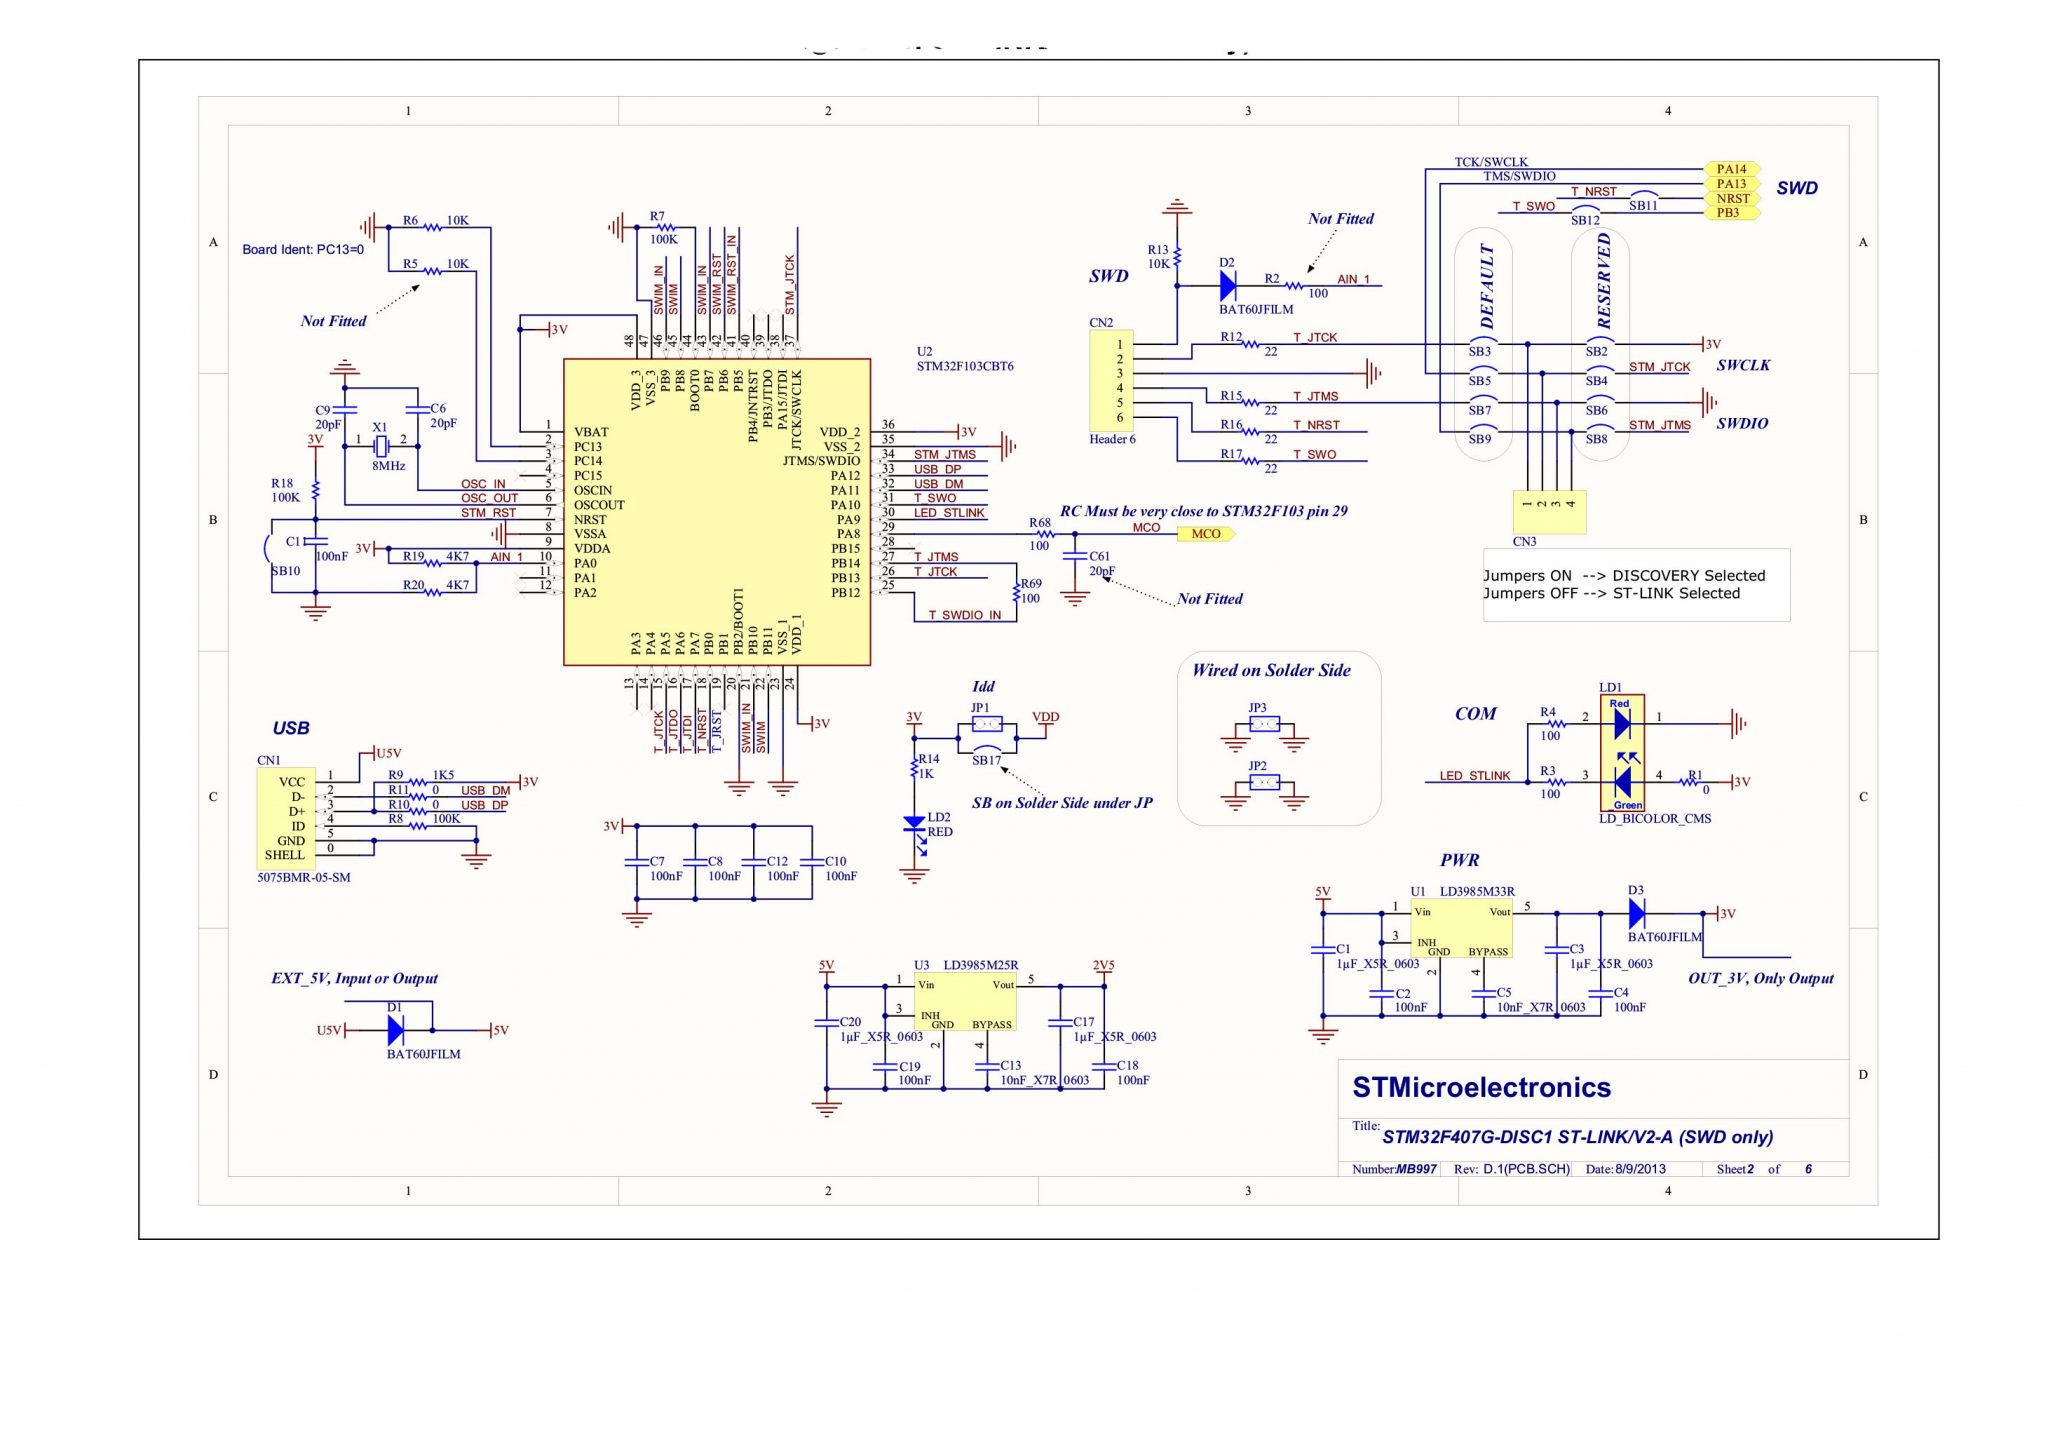 1 2 3 4
A
Board Ident: PC13=0
R6 10K
R5 10K
Not Fitted
R7
100K
3V
SWIM_IN
SWIM
SWIM_IN
SWIM_RST
SWIM_RST_IN
STM_JTCK
48 47 46 45 44 43 42 41 40 39 38 37
VDD_3
VSS_3
PB9
PB8
BOOT0
PB7
PB6
PB5
PB4/JNTRST
PB3/JTDO
PA15/JTDI
JTCK/SWCLK
U2
STM32F103CBT6
C9
20pF
C6
20pF
X1
1 2
8MHz
3V
R18
100K
OSC_IN
OSC_OUT
STM_RST
C11
100nF
SB10
3V
R19 4K7 AIN_1
R20 4K7
1 VBAT
2 PC13
3 PC14
4 PC15
5 OSCIN
6 OSCOUT
7 NRST
8 VSSA
9 VDDA
10 PA0
11 PA1
12 PA2
VDD_2 36 3V
VSS_2 35
JTMS/SWDIO 34 STM_JTMS
PA12 33 USB_DP
PA11 32 USB_DM
PA10 31 T_SWO
PA9 30 LED_STLINK
PA8 29
PB15 28
PB14 27 T_JTMS
PB13 26 T_JTCK
PB12 25
T_SWDIO_IN
R69
100
RC Must be very close to STM32F103 pin 29
R68
100
MCO
MCO
C61
20pF
Not Fitted
PA3
PA4
PA5
PA6
PA7
PB0
PB1
PB2/BOOT1
PB10
PB11
VSS_1
VDD_1
13 14 15 16 17 18 19 20 21 22 23 24
T_JTCK
T_JTDO
T_JTDI
T_NRST
T_JRST
SWIM_IN
SWIM
3V
SWD
R13
10K
D2
BAT60JFILM
R2
100
AIN_1
Not Fitted
CN2
1
2
3
4
5
6
Header 6
R12 22 T_JTCK
R15 22 T_JTMS
R16 22 T_NRST
R17 22 T_SWO
TCK/SWCLK PA14
TMS/SWDIO PA13
T_NRST SB11 NRST
T_SWO SB12 PB3
SWD
DEFAULT
RESERVED
SB3 SB2 3V
SB5 SB4 STM_JTCK
SWCLK
SB7 SB6
SB9 SB8 STM_JTMS
SWDIO
1 2 3 4
CN3
Jumpers ON --> DISCOVERY Selected
Jumpers OFF --> ST-LINK Selected
B
USB
CN1
U5V
VCC 1
D- 2
D+ 3
ID 4
GND 5
SHELL 0
5075BMR-05-SM
R9 1K5 3V
R11 0 USB_DM
R10 0 USB_DP
R8 100K
3V
C7
100nF
C8
100nF
C12
100nF
C10
100nF
Idd
3V
JP1
VDD
R14
1K
SB17
LD2
RED
SB on Solder Side under JP
Wired on Solder Side
JP3
JP2
COM
LED_STLINK
R4
100
R3
100
LD1
Red
2 1
3 4
Green
LD_BICOLOR_CMS
R1
0
3V
C
EXT_5V, Input or Output
U5V
D1
BAT60JFILM
5V
5V
U3 LD3985M25R
1 Vin
3 INH
GND
2
BYPASS
4
Vout 5
2V5
C20
1µF_X5R_0603
C19
100nF
C13
10nF_X7R_0603
C17
1µF_X5R_0603
C18
100nF
PWR
5V
U1 LD3985M33R
1 Vin
3 INH
GND
2
BYPASS
4
Vout 5
D3
BAT60JFILM
3V
C1
1µF_X5R_0603
C2
100nF
C5
10nF_X7R_0603
C3
1µF_X5R_0603
C4
100nF
OUT_3V, Only Output
D
STMicroelectronics
Title: STM32F407G-DISC1 ST-LINK/V2-A (SWD only)
Number:MB997 Rev: D.1(PCB.SCH) Date:8/9/2013 Sheet 2 of 6
1 2 3 4
A
B
C
D